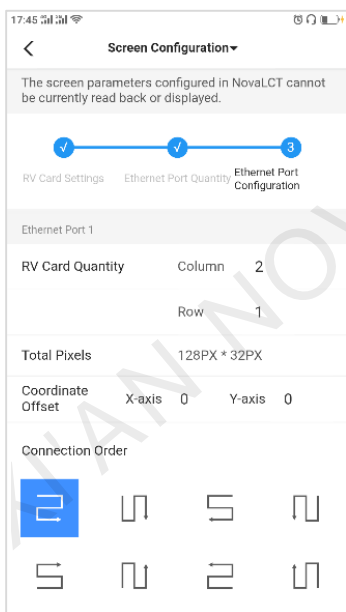 17:45
Screen Configuration
The screen parameters configured in NovaLCT cannot
be currently read back or displayed.
3
RV Card Settings Ethernet Port Quantity Ethernet Port
Configuration
Ethernet Port 1
RV Card Quantity Column 2
Row 1
Total Pixels 128PX * 32PX
Coordinate
Offset X-axis 0 Y-axis 0
Connection Order